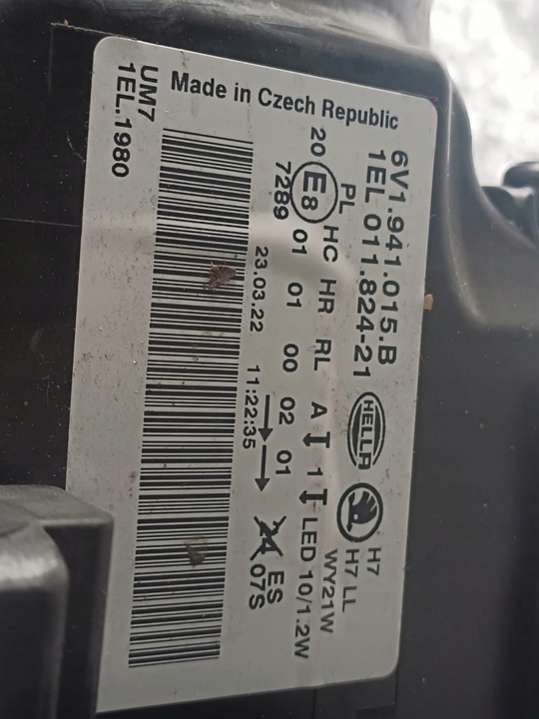 Made in Czech Republic
6V1.941.015.B
1EL 011.824-21 HELLA H7
H7 LL
PL WY21W
HC HR RL A 1 LED 10/1.2W
20 E8 01 01 00 02 01
7289
23.03.22 11:22:35 24 ES
07S
UM7
1EL.1980